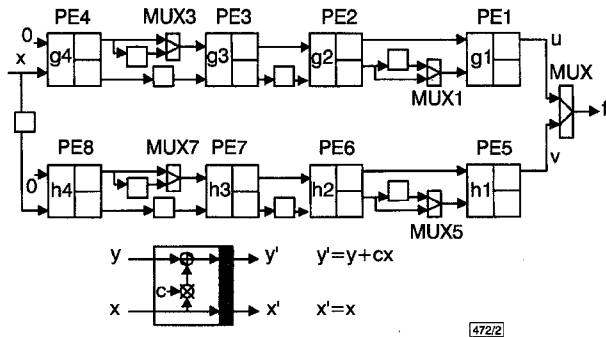 PE4 MUX3 PE3 PE2 PE1
0 g4 g3 g2 g1 u
x MUX
MUX1 f
PE8 MUX7 PE7 PE6 PE5 v
0 h4 h3 h2 h1
MUX5
y y' y'=y+cx
c
x x' x'=x
472/2